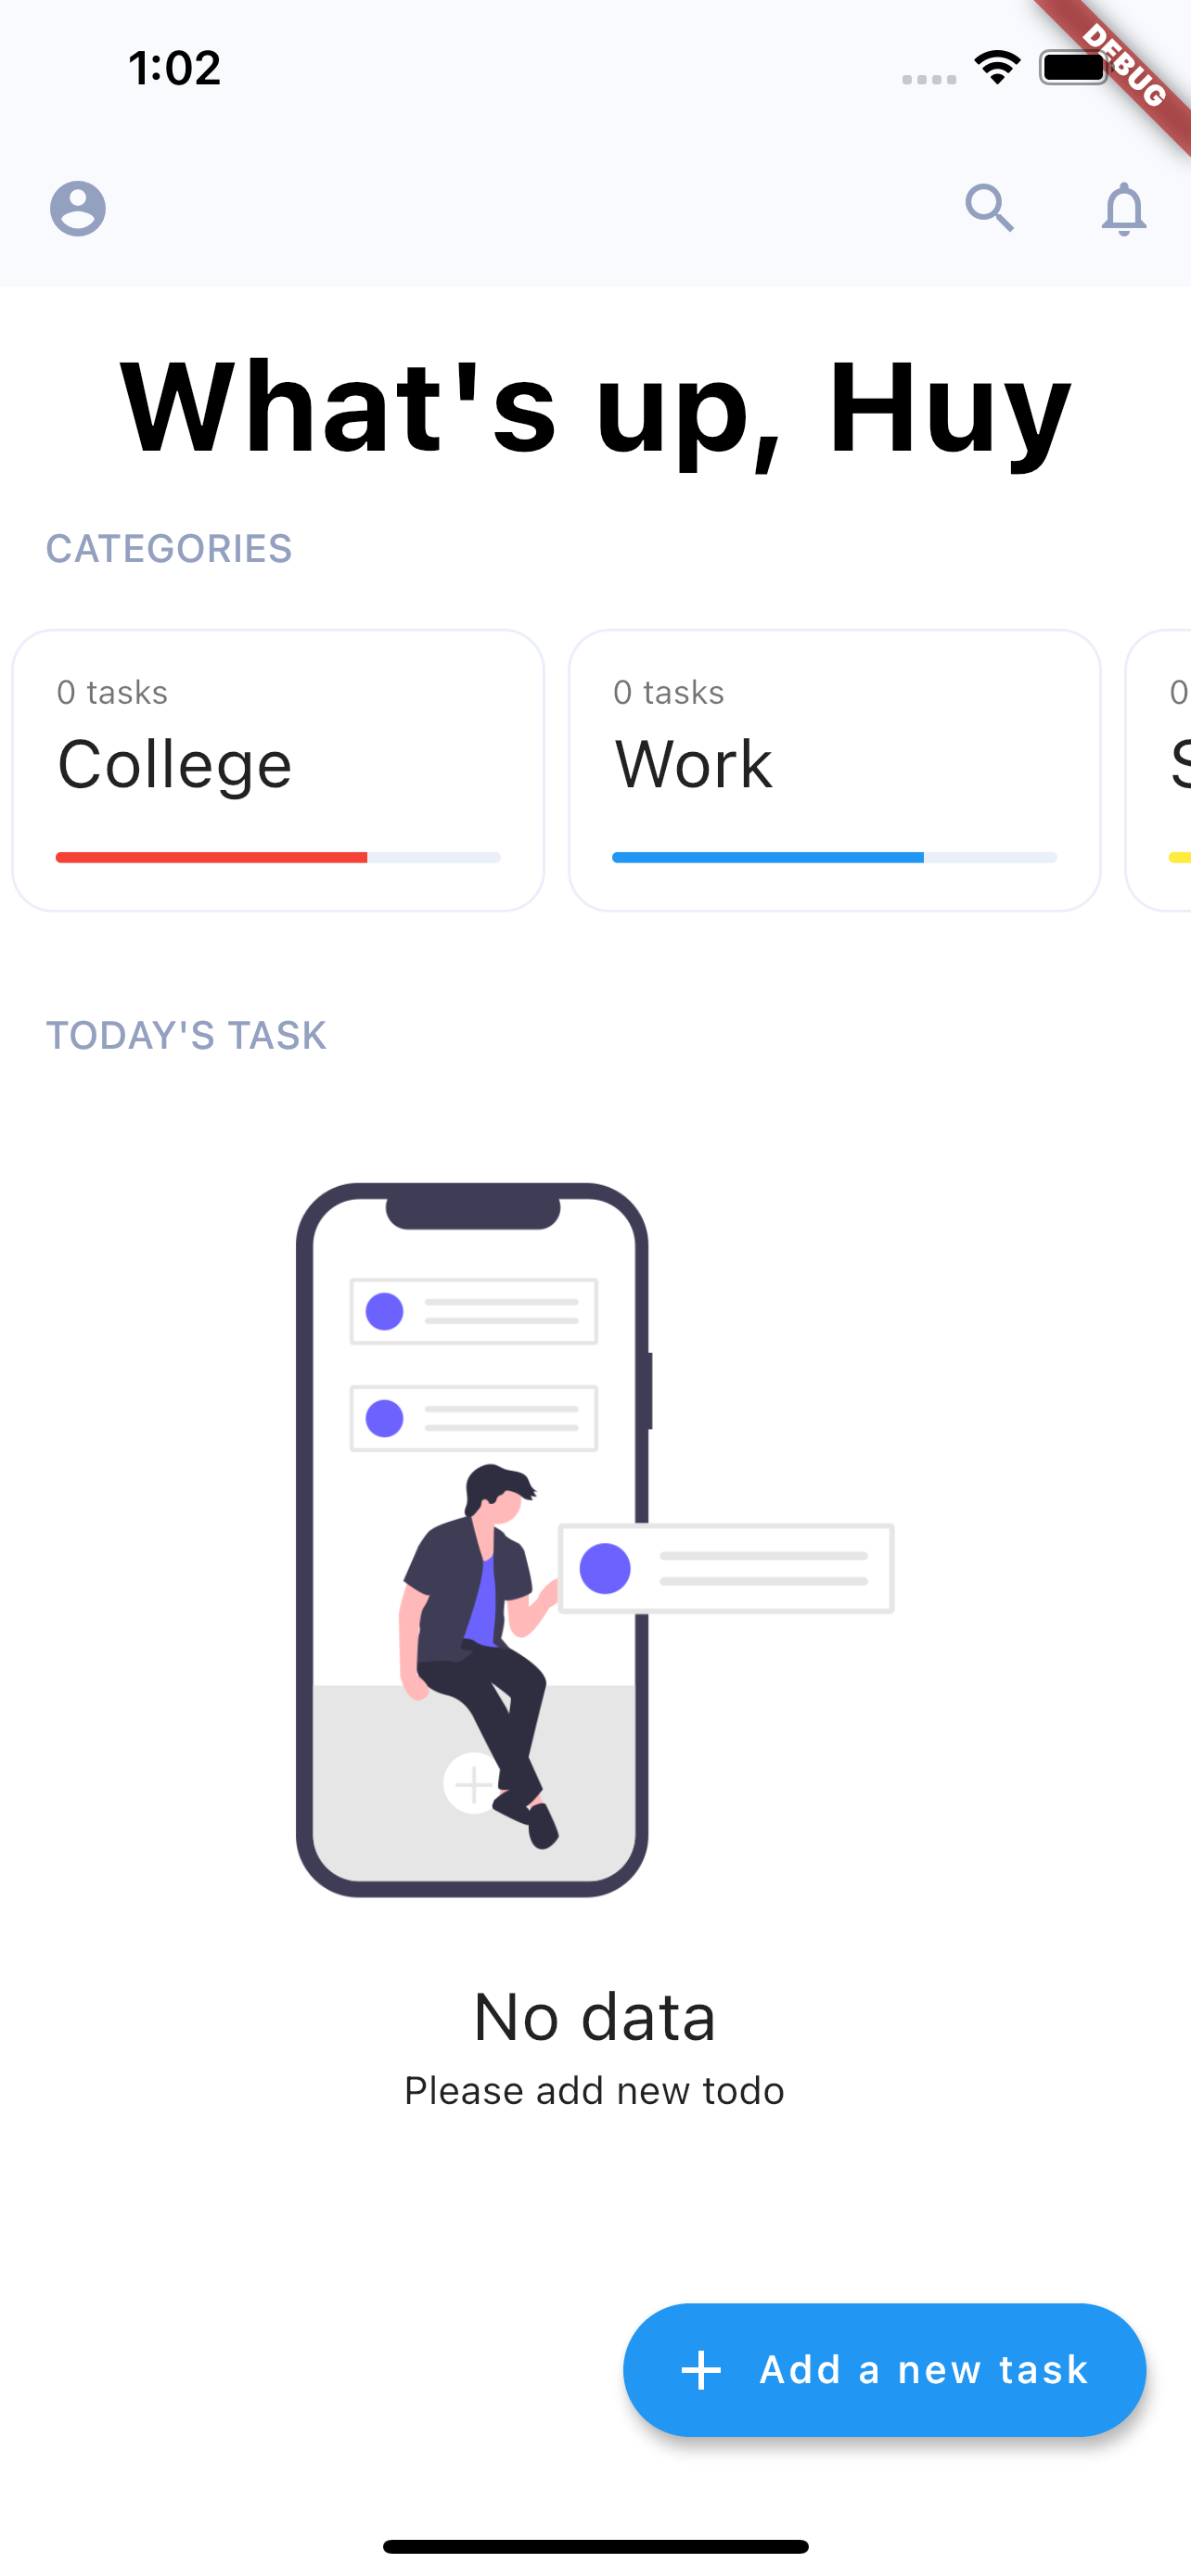 1:02
DEBUG
What's up, Huy
CATEGORIES
0 tasks
College
0 tasks
Work
0
S
TODAY'S TASK
No data
Please add new todo
+ Add a new task